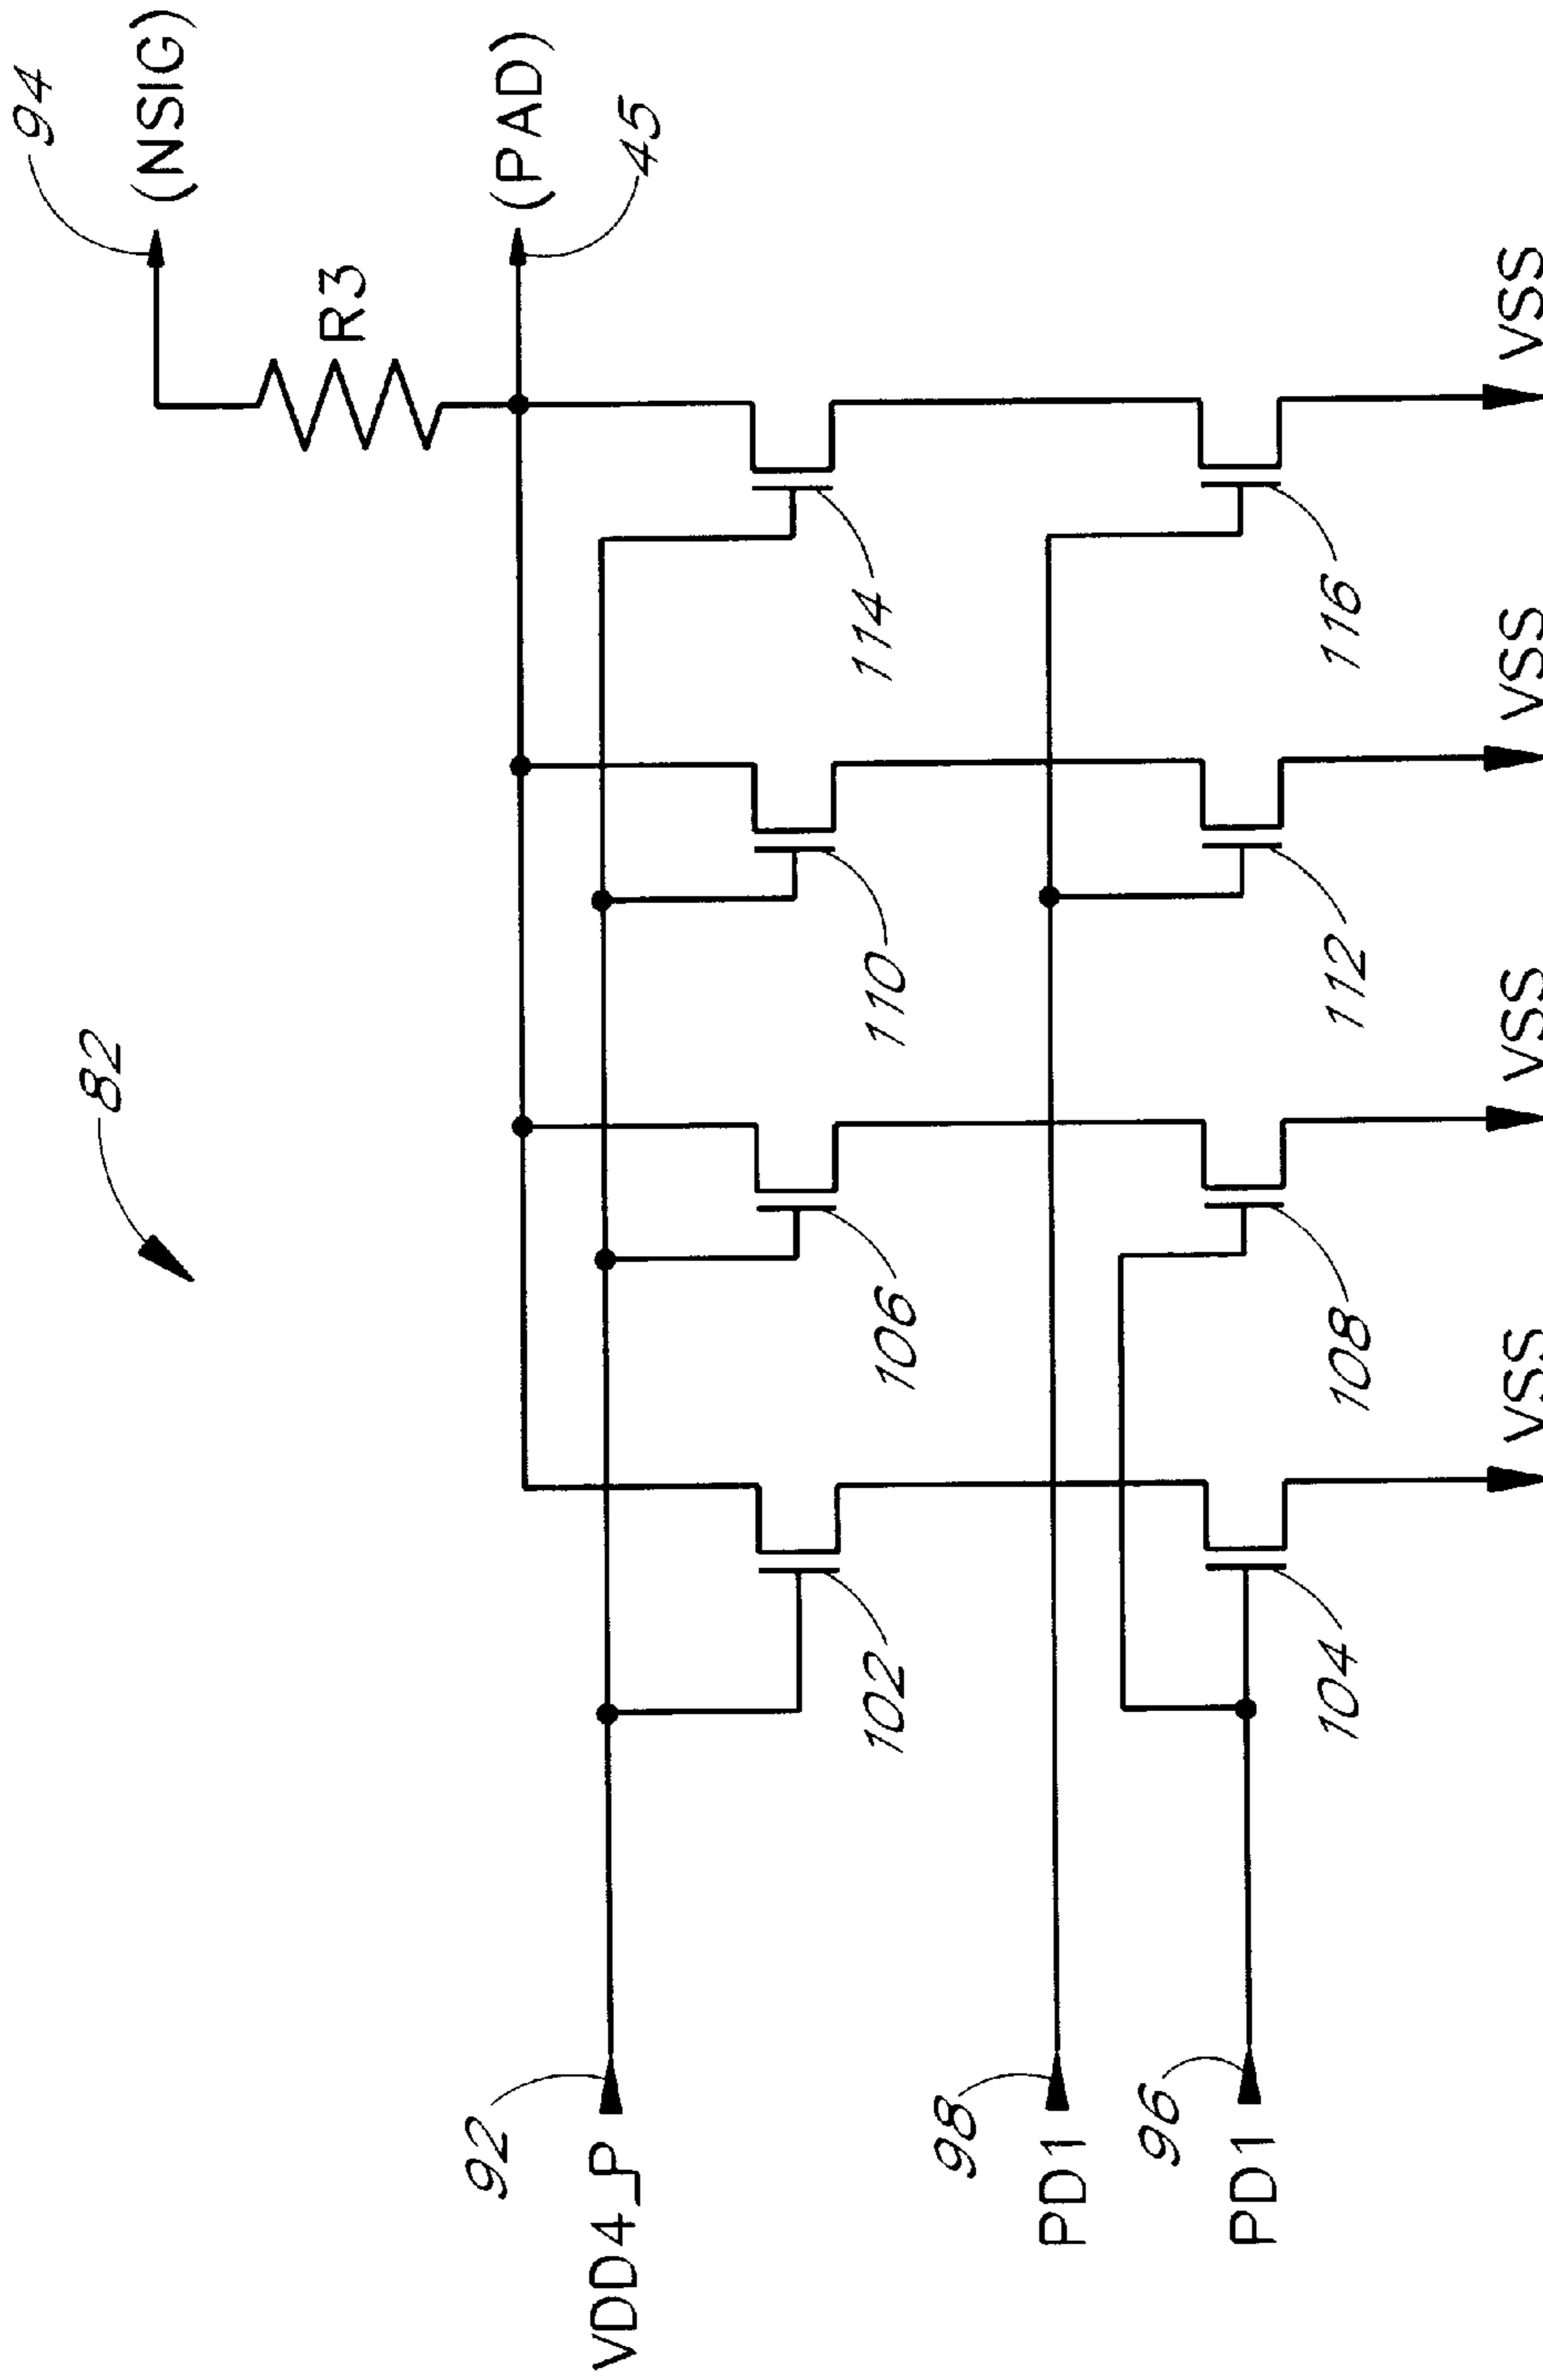 94
82
(NSIG)
R3
92
(PAD)
VDD4_P
45
102
106
110
114
98
PD1
96
PD1
104
108
112
116
VSS
VSS
VSS
VSS